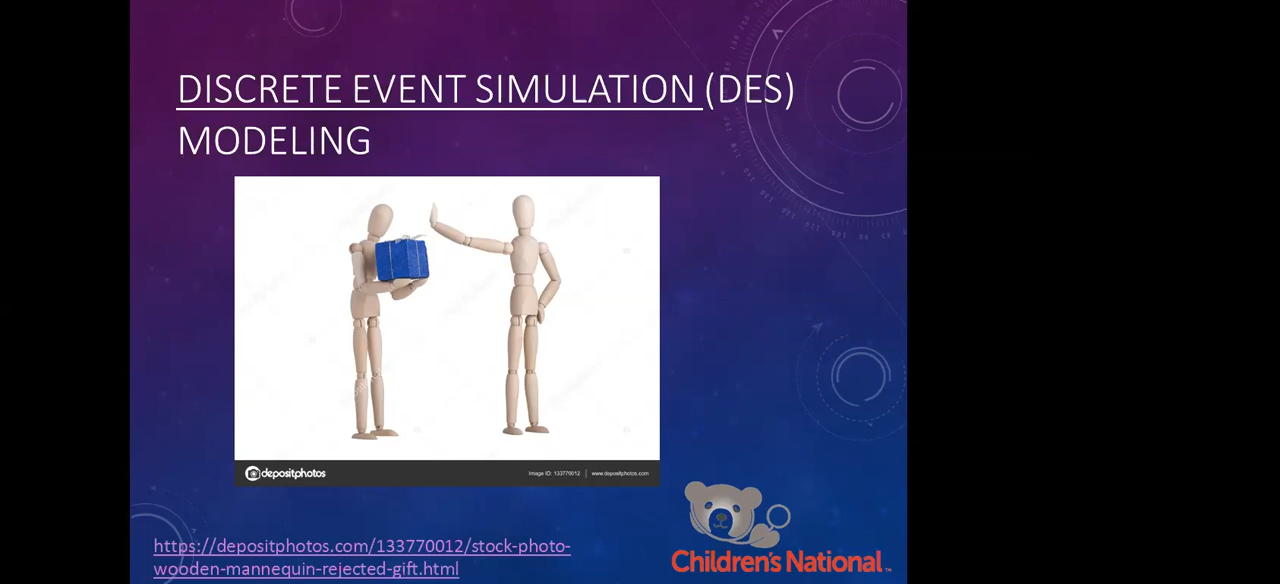 DISCRETE EVENT SIMULATION (DES)
MODELING
depositphotos
Image ID: 133770012 | www.depositphotos.com
https://depositphotos.com/133770012/stock-photo-
wooden-mannequin-rejected-gift.html
Children's National™